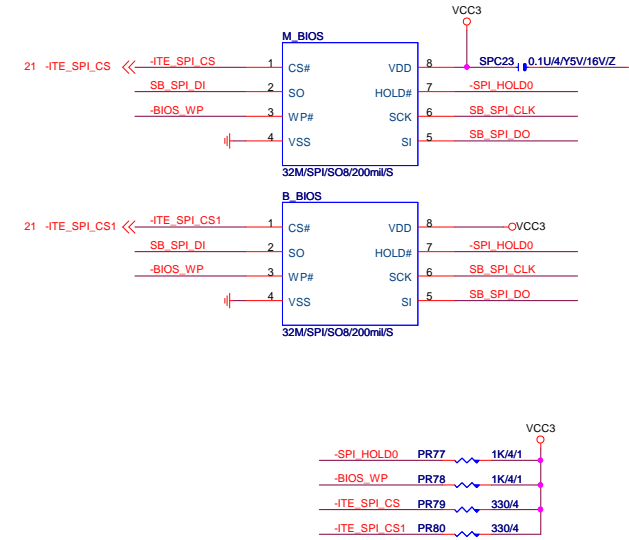 VCC3
M_BIOS
21 -ITE_SPI_CS -ITE_SPI_CS 1 CS# VDD 8 SPC23 0.1U/4/Y5V/16V/Z
SB_SPI_DI 2 SO HOLD# 7 -SPI_HOLD0
-BIOS_WP 3 WP# SCK 6 SB_SPI_CLK
4 VSS SI 5 SB_SPI_DO
32M/SPI/SO8/200mil/S
B_BIOS
21 -ITE_SPI_CS1 -ITE_SPI_CS1 1 CS# VDD 8 VCC3
SB_SPI_DI 2 SO HOLD# 7 -SPI_HOLD0
-BIOS_WP 3 WP# SCK 6 SB_SPI_CLK
4 VSS SI 5 SB_SPI_DO
32M/SPI/SO8/200mil/S
VCC3
-SPI_HOLD0 PR77 1K/4/1
-BIOS_WP PR78 1K/4/1
-ITE_SPI_CS PR79 330/4
-ITE_SPI_CS1 PR80 330/4